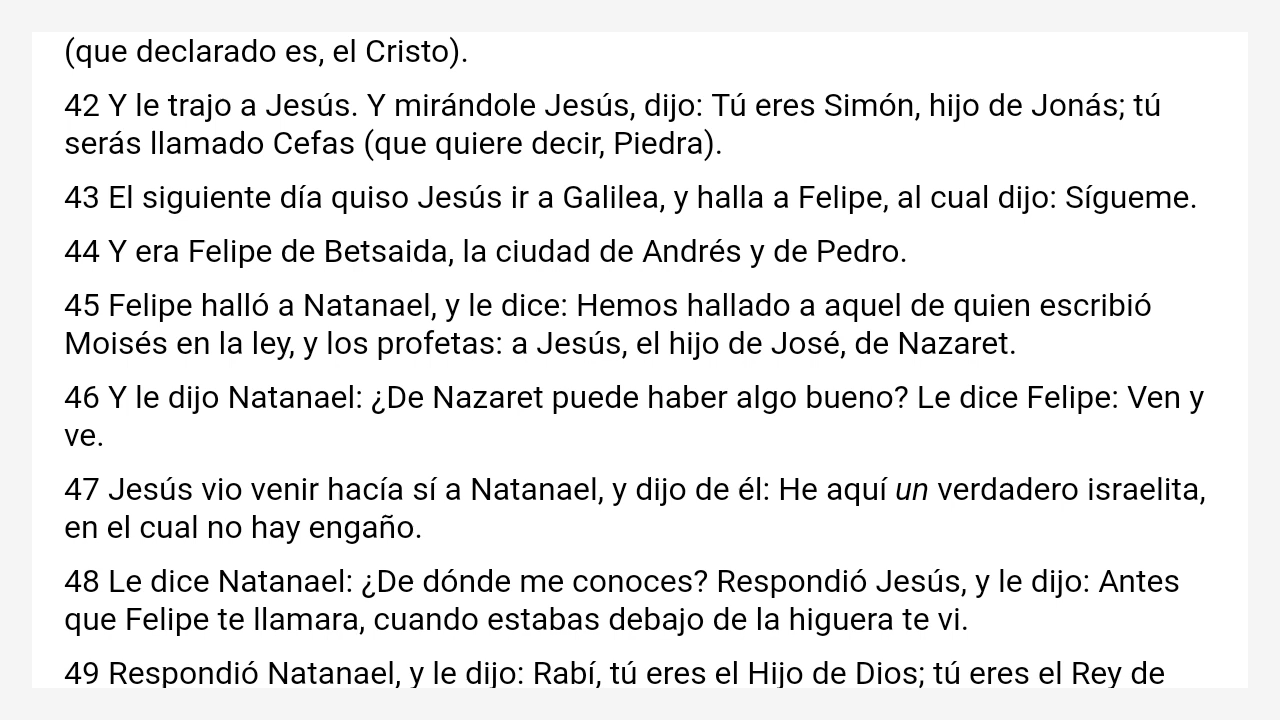 (que declarado es, el Cristo).
42 Y le trajo a Jesús. Y mirándole Jesús, dijo: Tú eres Simón, hijo de Jonás; tú
serás llamado Cefas (que quiere decir, Piedra).
43 El siguiente día quiso Jesús ir a Galilea, y halla a Felipe, al cual dijo: Sígueme.
44 Y era Felipe de Betsaida, la ciudad de Andrés y de Pedro.
45 Felipe halló a Natanael, y le dice: Hemos hallado a aquel de quien escribió
Moisés en la ley, y los profetas: a Jesús, el hijo de José, de Nazaret.
46 Y le dijo Natanael: ¿De Nazaret puede haber algo bueno? Le dice Felipe: Ven y
ve.
47 Jesús vio venir hacía sí a Natanael, y dijo de él: He aquí un verdadero israelita,
en el cual no hay engaño.
48 Le dice Natanael: ¿De dónde me conoces? Respondió Jesús, y le dijo: Antes
que Felipe te llamara, cuando estabas debajo de la higuera te vi.
49 Respondió Natanael, y le dijo: Rabí, tú eres el Hijo de Dios; tú eres el Rey de